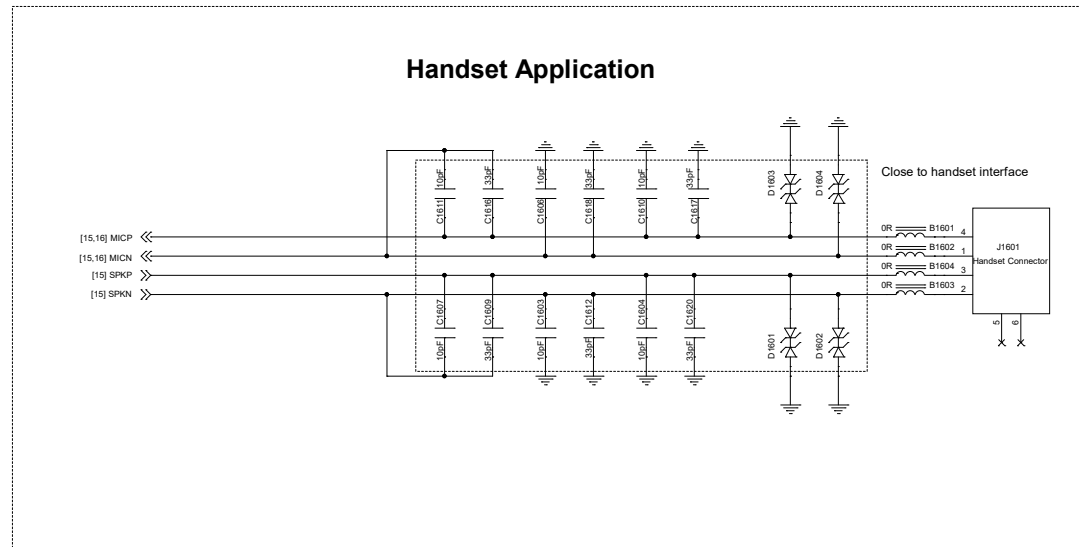 Handset Application
10pF
33pF
10pF
33pF
10pF
33pF
C1611
C1616
C1606
C1618
C1610
C1617
D1603
D1604
Close to handset interface
[15,16] MICP
[15,16] MICN
[15] SPKP
[15] SPKN
0R B1601 4
0R B1602 1
0R B1604 3
0R B1603 2
J1601
Handset Connector
5
6
C1607
C1609
C1603
C1612
C1604
C1620
10pF
33pF
10pF
33pF
10pF
33pF
D1601
D1602